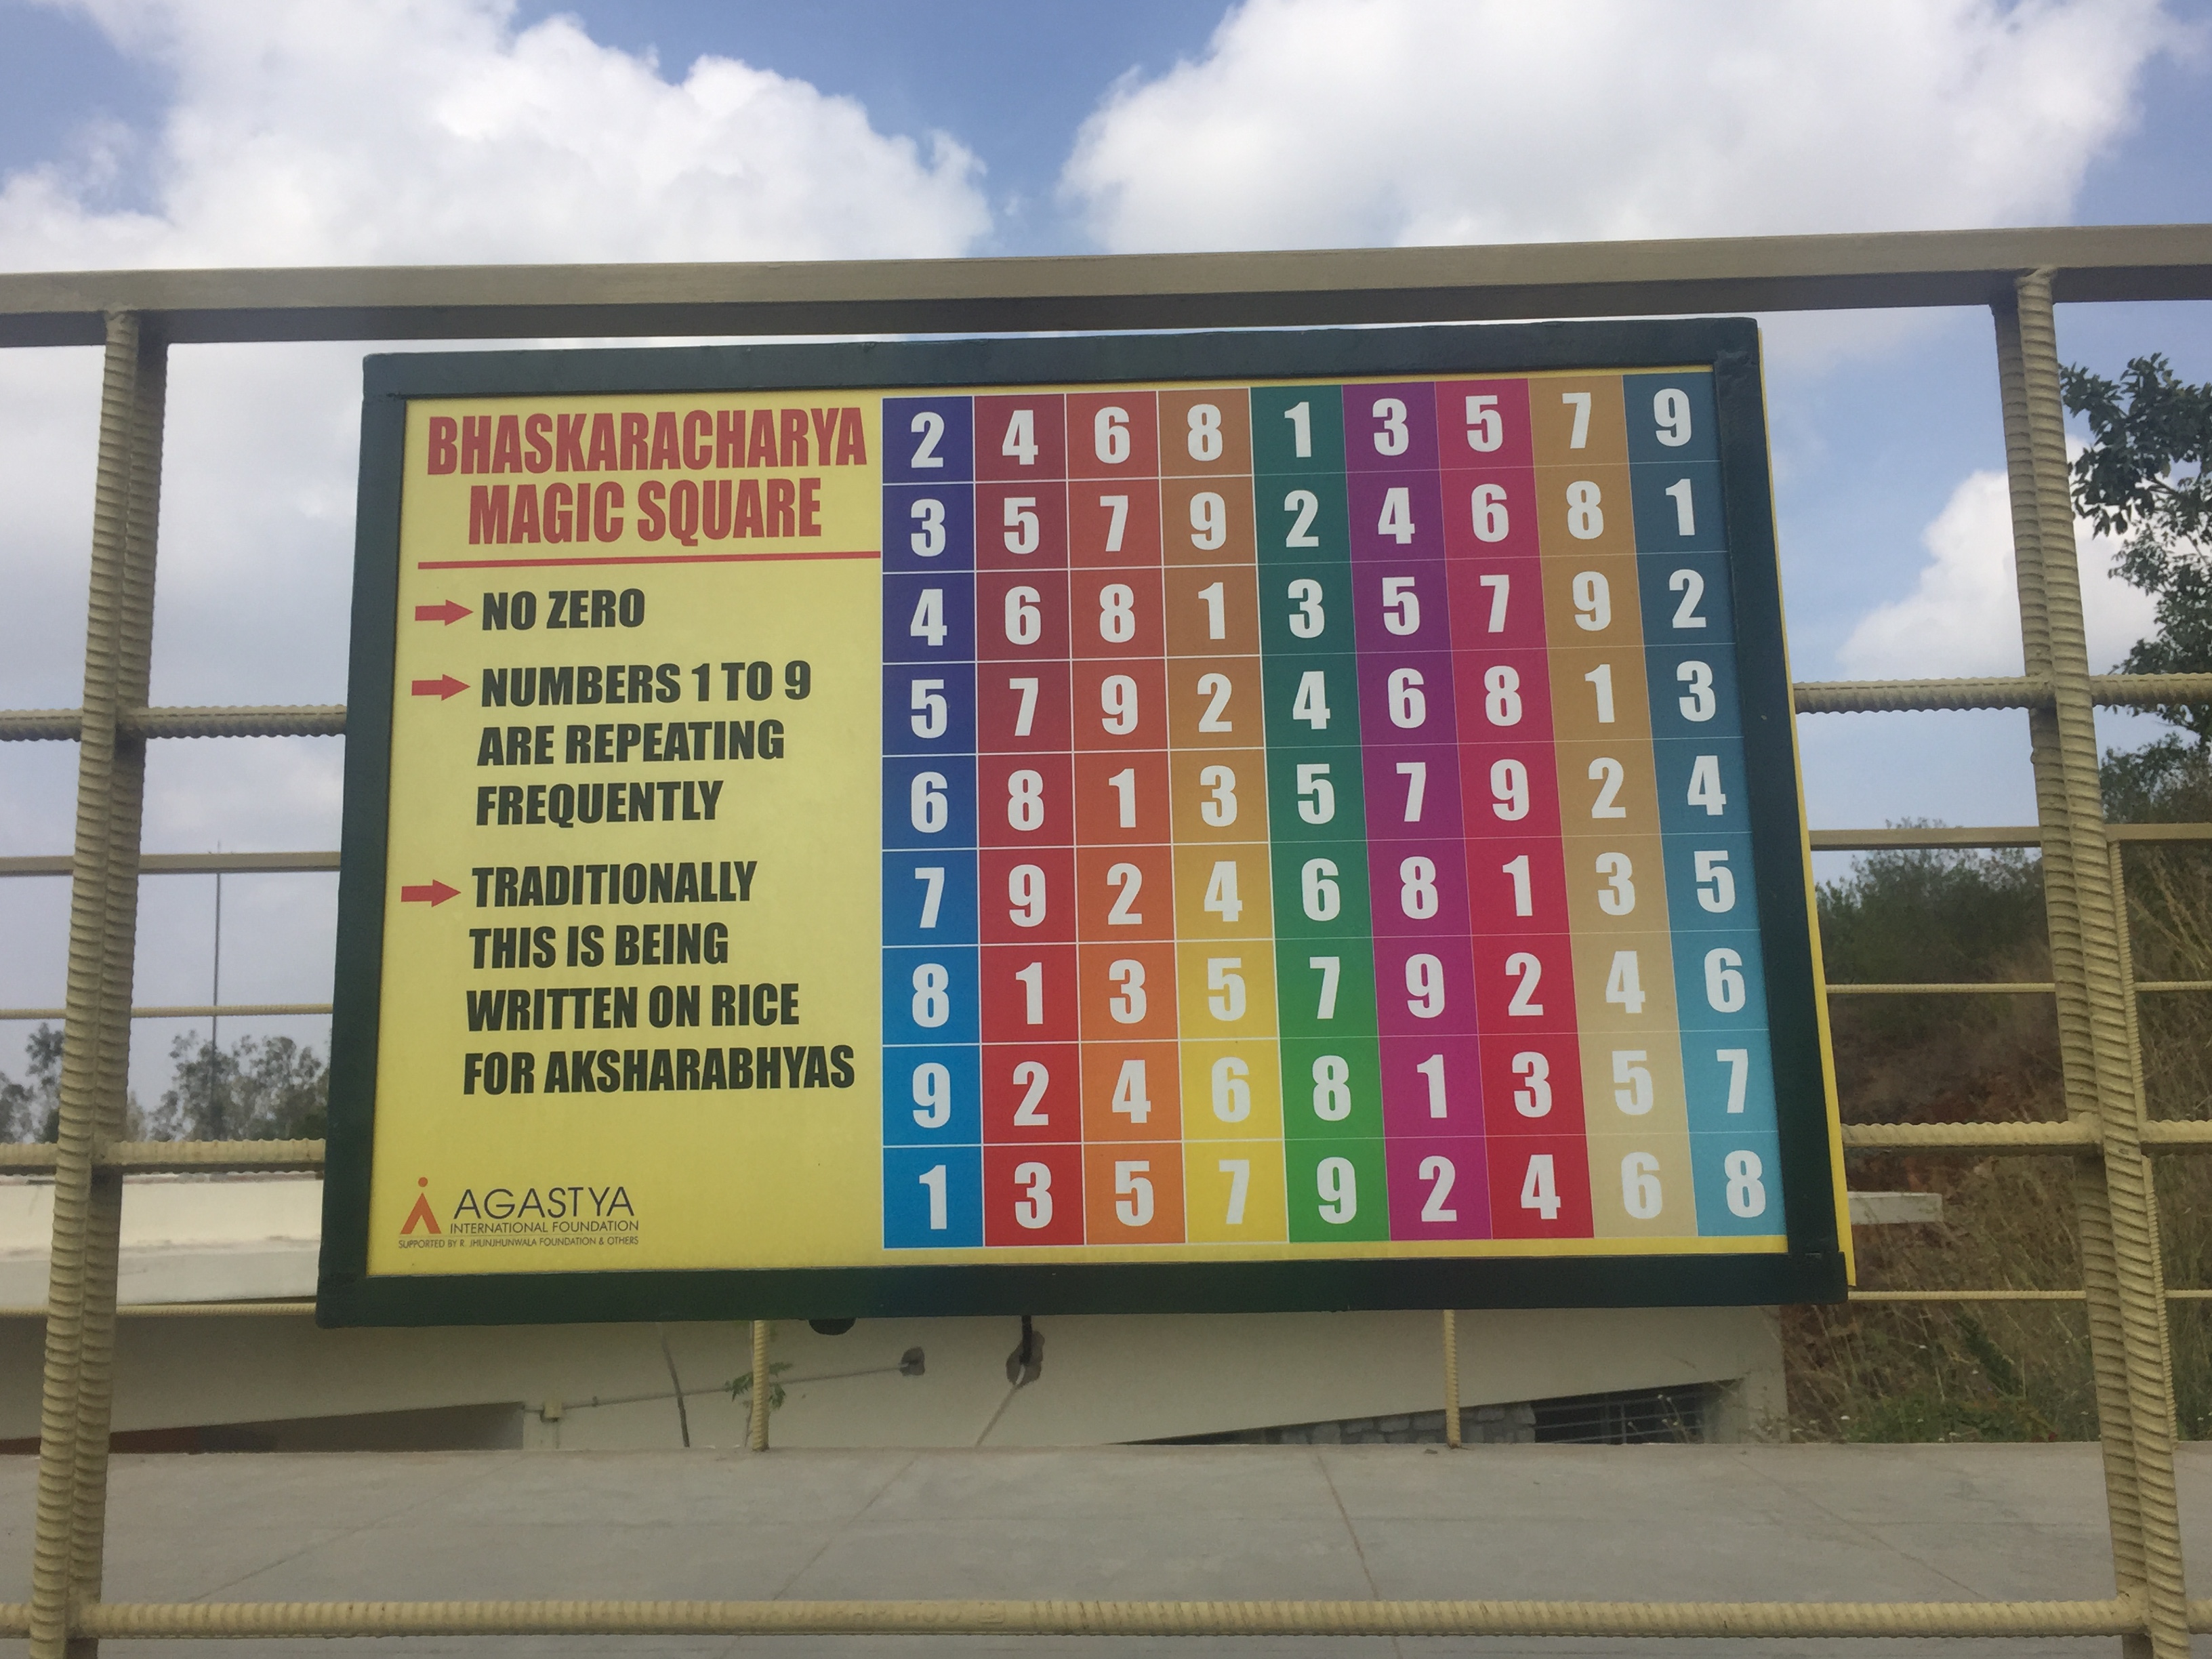 BHASKARACHARYA
MAGIC SQUARE
NO ZERO
NUMBERS 1 TO 9
ARE REPEATING
FREQUENTLY
TRADITIONALLY
THIS IS BEING
WRITTEN ON RICE
FOR AKSHARABHYAS
AGASTYA
INTERNATIONAL FOUNDATION
SUPPORTED BY R. JHUNJHUNWALA FOUNDATION & OTHERS
2 4 6 8 1 3 5 7 9
3 5 7 9 2 4 6 8 1
4 6 8 1 3 5 7 9 2
5 7 9 2 4 6 8 1 3
6 8 1 3 5 7 9 2 4
7 9 2 4 6 8 1 3 5
8 1 3 5 7 9 2 4 6
9 2 4 6 8 1 3 5 7
1 3 5 7 9 2 4 6 8